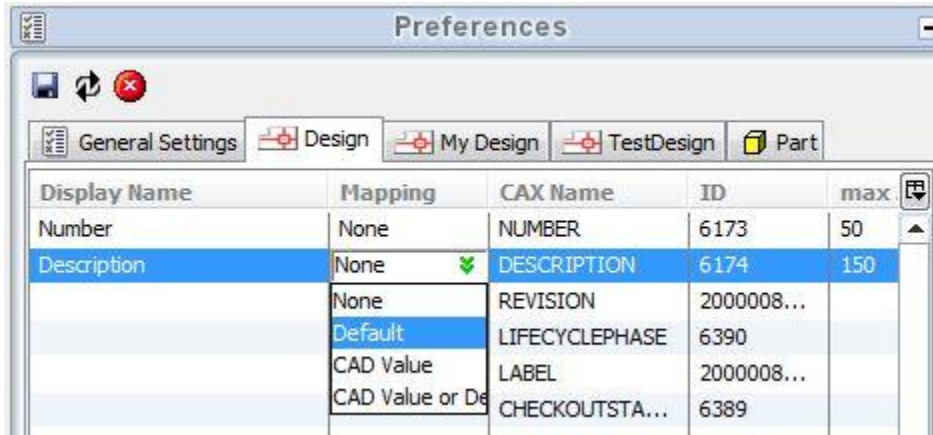 Preferences
General Settings Design My Design TestDesign Part
Display Name Mapping CAX Name ID max
Number None NUMBER 6173 50
Description None DESCRIPTION 6174 150
None REVISION 2000008...
Default LIFECYCLEPHASE 6390
CAD Value LABEL 2000008...
CAD Value or De CHECKOUTSTA... 6389